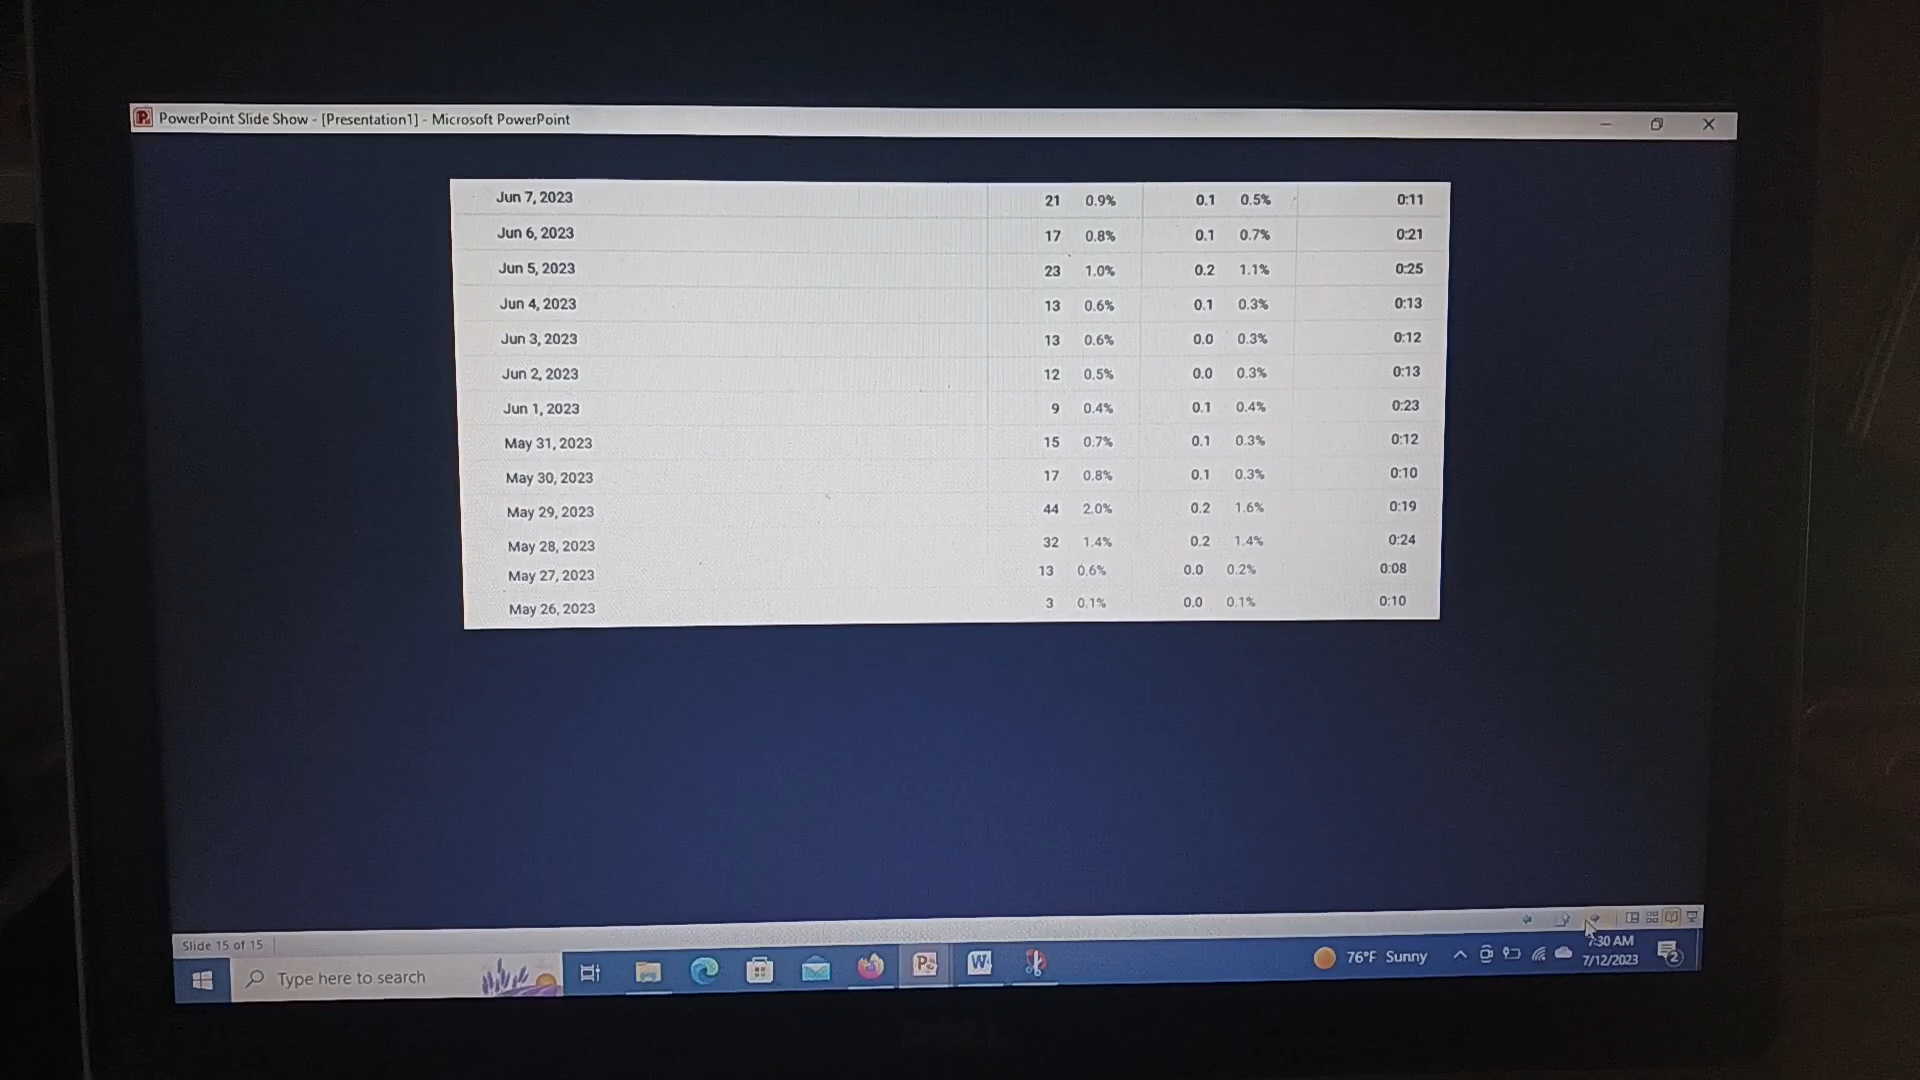 PowerPoint Slide Show - [Presentation1] - Microsoft PowerPoint
Jun 7, 2023 21 0.9% 0.1 0.5% 0:11
Jun 6, 2023 17 0.8% 0.1 0.7% 0:21
Jun 5, 2023 23 1.0% 0.2 1.1% 0:25
Jun 4, 2023 13 0.6% 0.1 0.3% 0:13
Jun 3, 2023 13 0.6% 0.0 0.3% 0:12
Jun 2, 2023 12 0.5% 0.0 0.3% 0:13
Jun 1, 2023 9 0.4% 0.1 0.4% 0:23
May 31, 2023 15 0.7% 0.1 0.3% 0:12
May 30, 2023 17 0.8% 0.1 0.3% 0:10
May 29, 2023 44 2.0% 0.2 1.6% 0:19
May 28, 2023 32 1.4% 0.2 1.4% 0:24
May 27, 2023 13 0.6% 0.0 0.2% 0:08
May 26, 2023 3 0.1% 0.0 0.1% 0:10
Slide 15 of 15
Type here to search
76°F Sunny
7:30 AM
7/12/2023
2